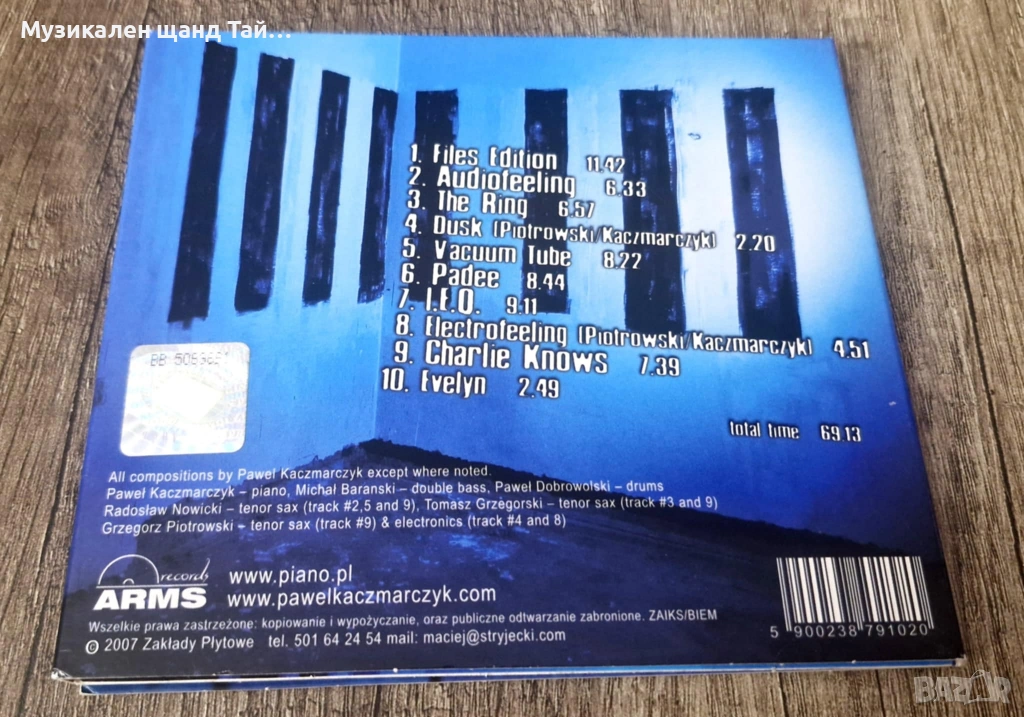 Музикален щанд Тай...
1. Files Edition 11.42
2. Audiofeeling 6.33
3. The Ring 6.57
4. Dusk (Piotrowski/Kaczmarczyk) 2.20
5. Vacuum Tube 8.22
6. Padee 8.44
7. I.E.O. 9.11
8. Electrofeeling (Piotrowski/Kaczmarczyk) 4.51
9. Charlie Knows 7.39
10. Evelyn 2.49
total time 69.13
All compositions by Paweł Kaczmarczyk except where noted.
Paweł Kaczmarczyk – piano, Michał Baranski – double bass, Paweł Dobrowolski – drums
Radosław Nowicki – tenor sax (track #2,5 and 9), Tomasz Grzegorski – tenor sax (track #3 and 9)
Grzegorz Piotrowski – tenor sax (track #9) & electronics (track #4 and 8)
records
ARMS
www.piano.pl
www.pawelkaczmarczyk.com
Wszelkie prawa zastrzeżone: kopiowanie i wypożyczanie, oraz publiczne odtwarzanie zabronione. ZAIKS/BIEM
© 2007 Zakłady Płytowe tel. 501 64 24 54 mail: maciej@stryjecki.com
5 900238 791020
BAZAR